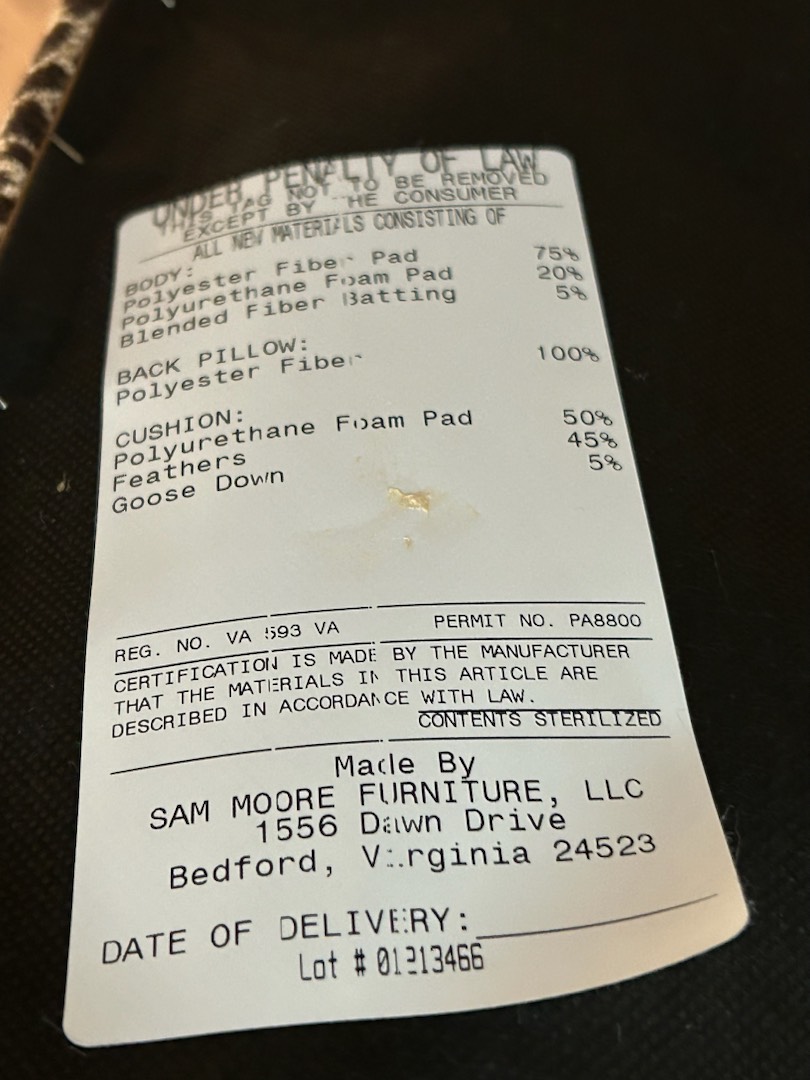 UNDER PENALTY OF LAW
THIS TAG NOT TO BE REMOVED
EXCEPT BY THE CONSUMER
ALL NEW MATERIALS CONSISTING OF
BODY:
Polyester Fiber Pad 75%
Polyurethane Foam Pad 20%
Blended Fiber Batting 5%
BACK PILLOW:
Polyester Fiber 100%
CUSHION:
Polyurethane Foam Pad 50%
Feathers 45%
Goose Down 5%
REG. NO. VA 593 VA PERMIT NO. PA8800
CERTIFICATION IS MADE BY THE MANUFACTURER
THAT THE MATERIALS IN THIS ARTICLE ARE
DESCRIBED IN ACCORDANCE WITH LAW.
CONTENTS STERILIZED
Made By
SAM MOORE FURNITURE, LLC
1556 Dawn Drive
Bedford, Virginia 24523
DATE OF DELIVERY:
Lot # 01213466